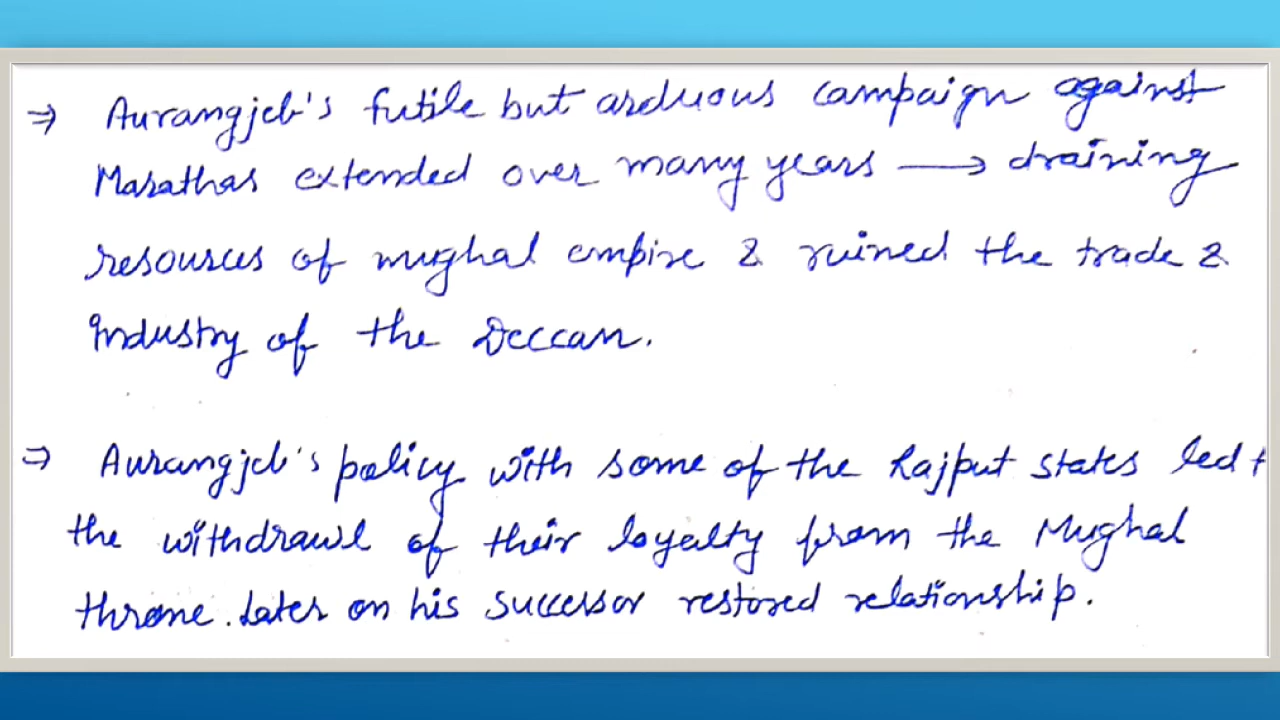 ⇒ Aurangjeb's futile but arduous campaign against
Marathas extended over many years → draining
resources of mughal empire & ruined the trade &
Industry of the Deccan.
⇒ Aurangjeb's policy with some of the Rajput states led t
the withdrawl of their loyalty from the Mughal
throne. Later on his successor restored relationship.